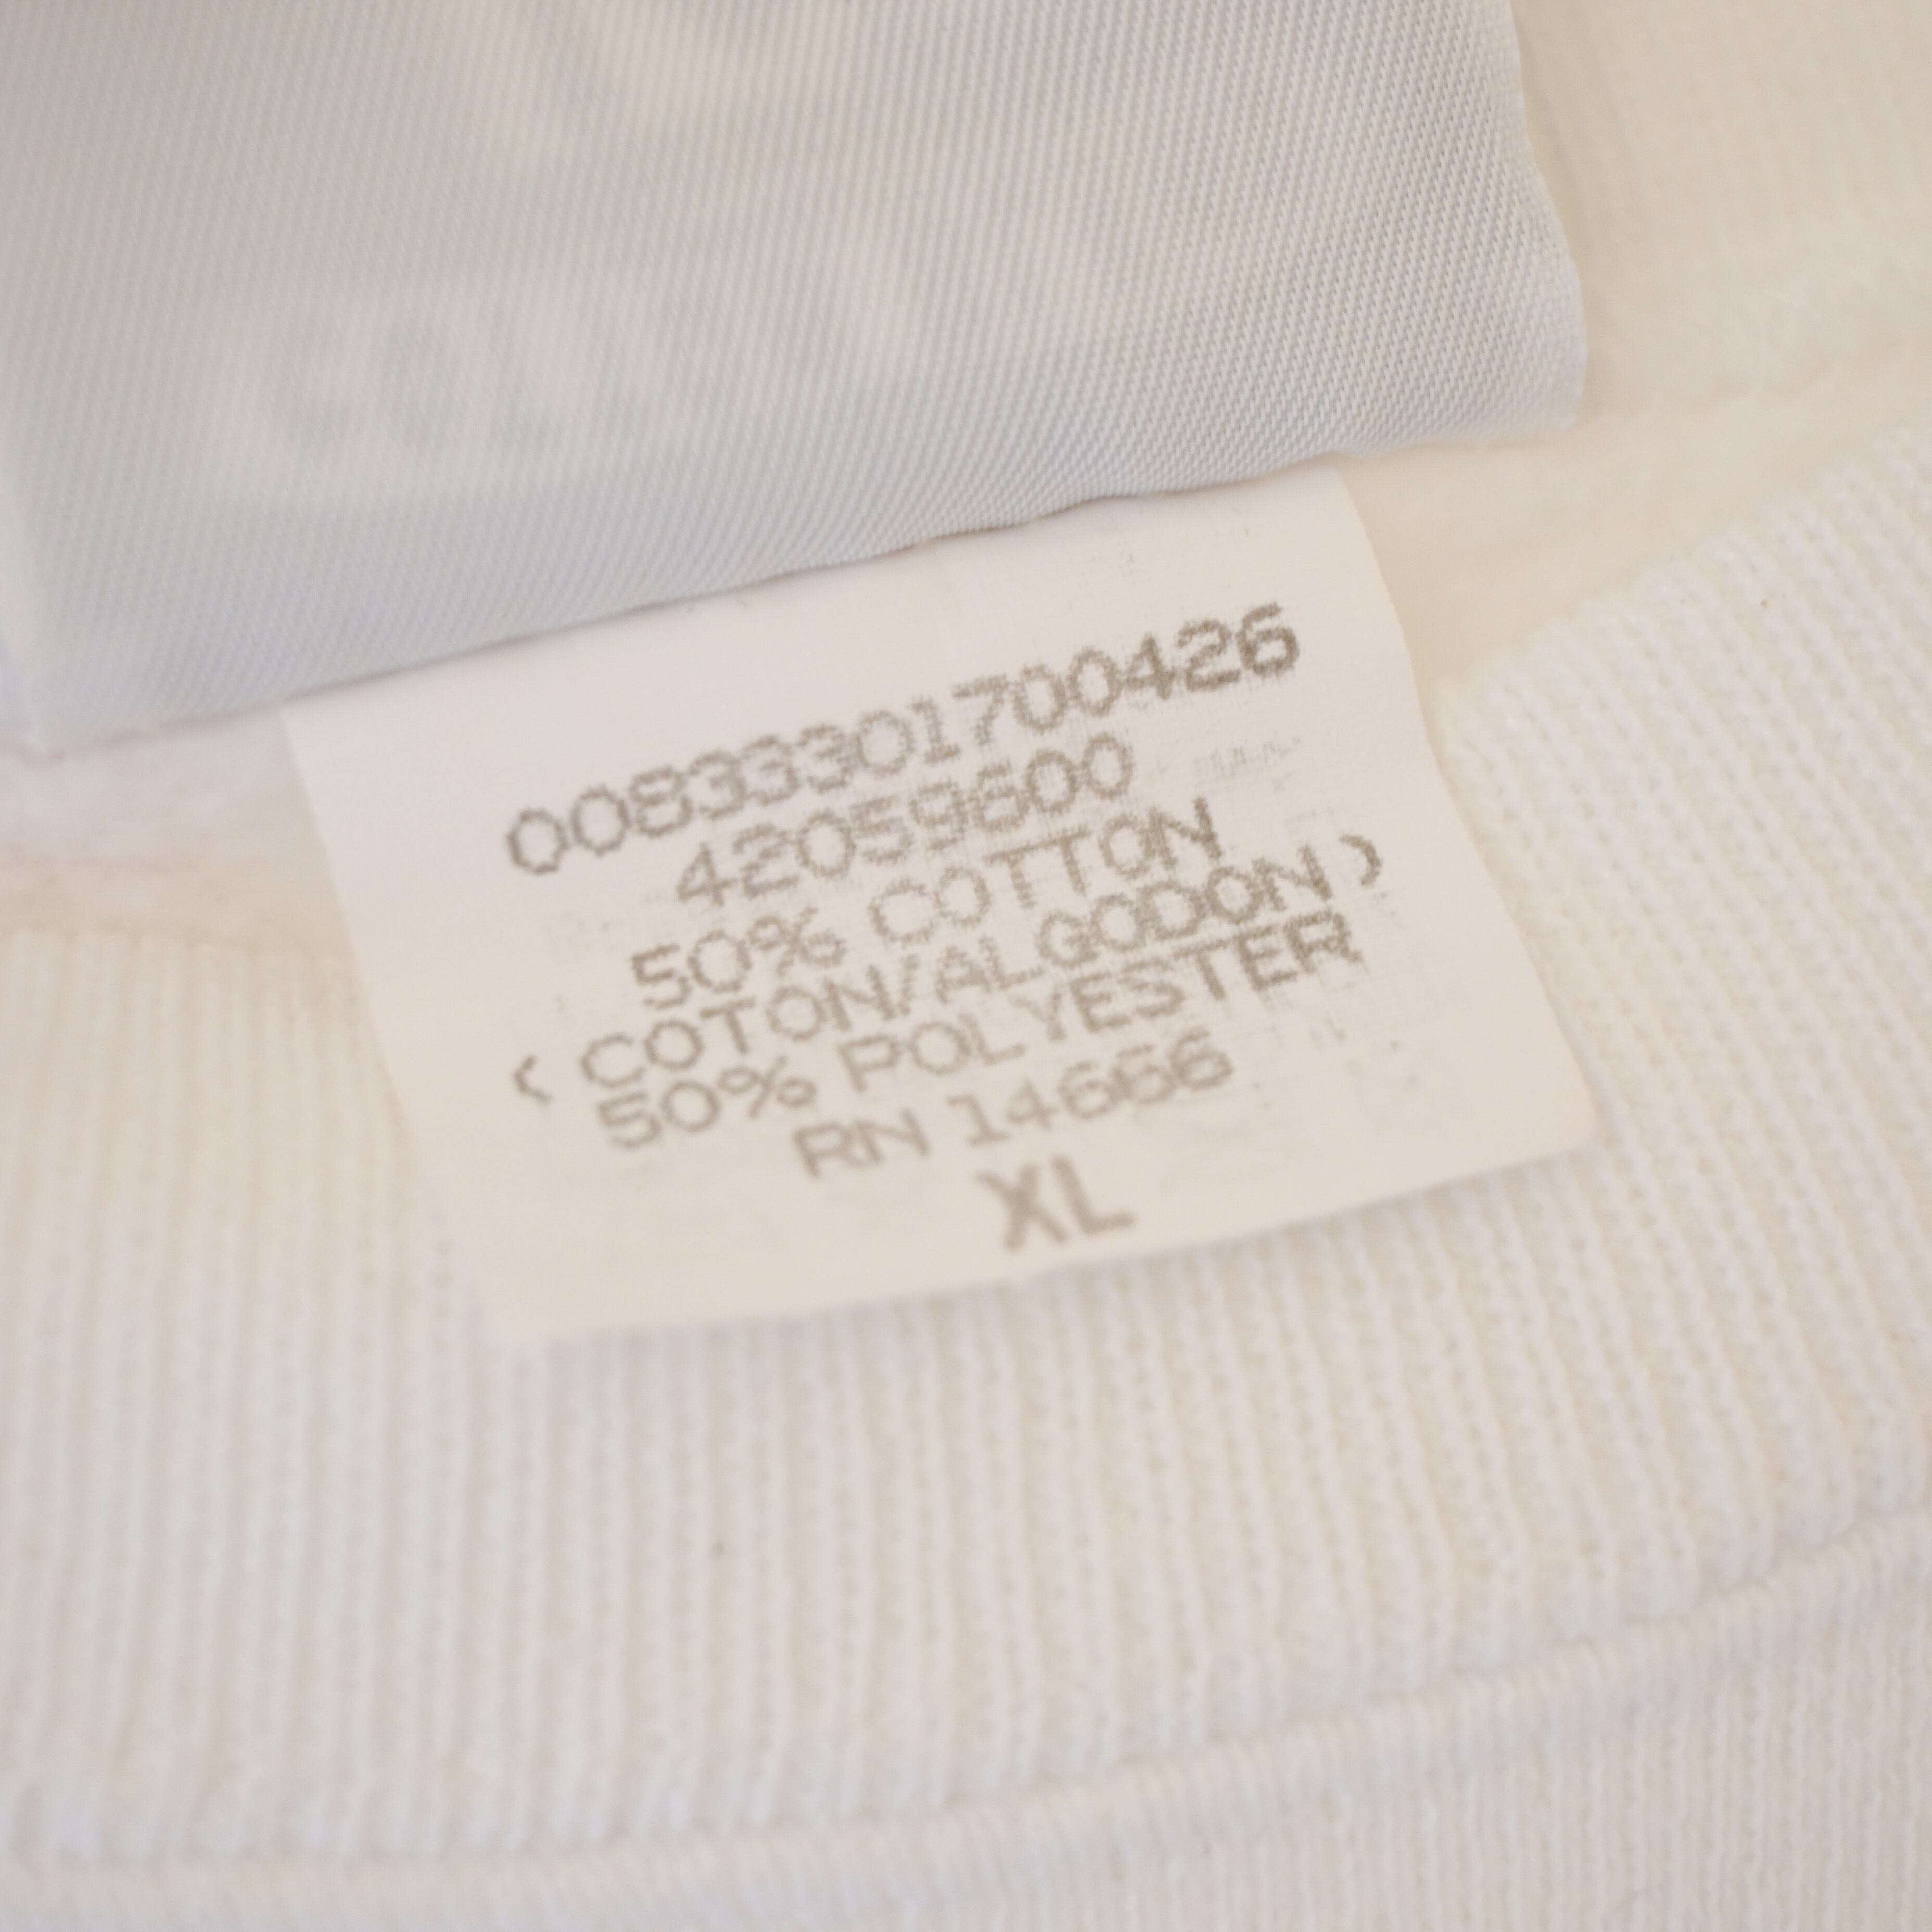 00833301700426
42059600
50% COTTON
< COTON/ALGODON >
50% POLYESTER
RN 14666
XL